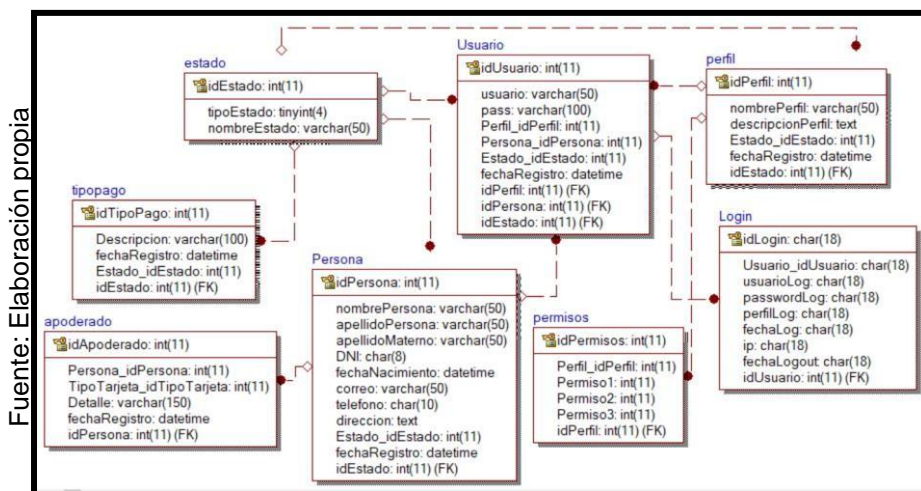 Fuente: Elaboración propia
estado
idEstado: int(11)
tipoEstado: tinyint(4)
nombreEstado: varchar(50)
Usuario
idUsuario: int(11)
usuario: varchar(50)
pass: varchar(100)
Perfil_idPerfil: int(11)
Persona_idPersona: int(11)
Estado_idEstado: int(11)
fechaRegistro: datetime
idPerfil: int(11) (FK)
idPersona: int(11) (FK)
idEstado: int(11) (FK)
perfil
idPerfil: int(11)
nombrePerfil: varchar(50)
descripcionPerfil: text
Estado_idEstado: int(11)
fechaRegistro: datetime
idEstado: int(11) (FK)
tipopago
idTipoPago: int(11)
Descripcion: varchar(100)
fechaRegistro: datetime
Estado_idEstado: int(11)
idEstado: int(11) (FK)
Persona
idPersona: int(11)
nombrePersona: varchar(50)
apellidoPersona: varchar(50)
apellidoMaterno: varchar(50)
DNI: char(8)
fechaNacimiento: datetime
correo: varchar(50)
telefono: char(10)
direccion: text
Estado_idEstado: int(11)
fechaRegistro: datetime
idEstado: int(11) (FK)
Login
idLogin: char(18)
Usuario_idUsuario: char(18)
usuarioLog: char(18)
passwordLog: char(18)
perfilLog: char(18)
fechaLog: char(18)
ip: char(18)
fechaLogout: char(18)
idUsuario: int(11) (FK)
apoderado
idApoderado: int(11)
Persona_idPersona: int(11)
TipoTarjeta_idTipoTarjeta: int(11)
Detalle: varchar(150)
fechaRegistro: datetime
idPersona: int(11) (FK)
permisos
idPermisos: int(11)
Perfil_idPerfil: int(11)
Permiso1: int(11)
Permiso2: int(11)
Permiso3: int(11)
idPerfil: int(11) (FK)